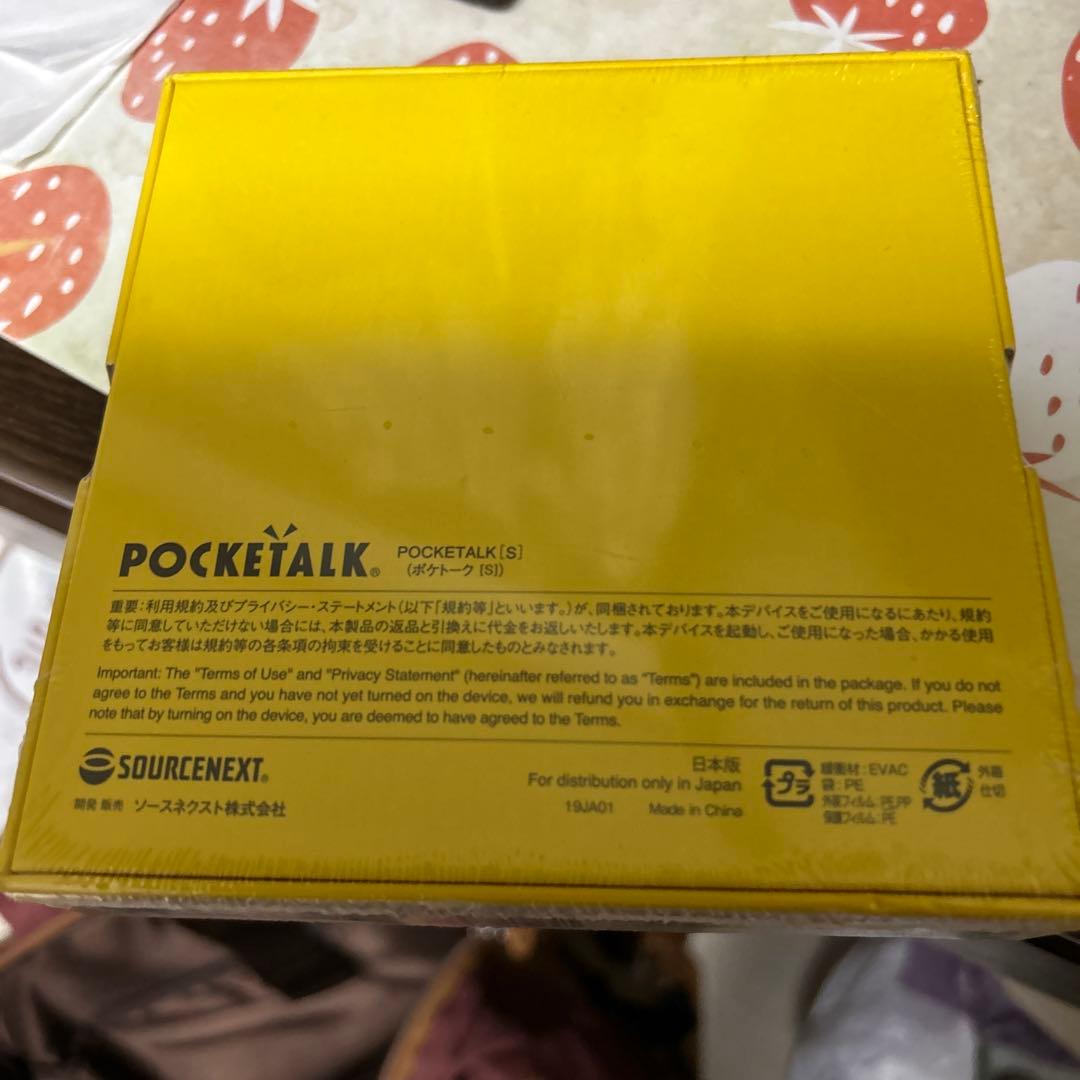 POCKETALK®
POCKETALK [S]
(ポケトーク [S])
重要：利用規約及びプライバシー・ステートメント（以下「規約等」といいます。）が、同梱されております。本デバイスをご使用になるにあたり、規約
等に同意していただけない場合には、本製品の返品と引換えに代金をお返しいたします。本デバイスを起動し、ご使用になった場合、かかる使用
をもってお客様は規約等の各条項の拘束を受けることに同意したものとみなされます。
Important: The "Terms of Use" and "Privacy Statement" (hereinafter referred to as "Terms") are included in the package. If you do not
agree to the Terms and you have not yet turned on the device, we will refund you in exchange for the return of this product. Please
note that by turning on the device, you are deemed to have agreed to the Terms.
SOURCENEXT®
開発 販売 ソースネクスト株式会社
日本版
For distribution only in Japan
19JA01 Made in China
プラ
緩衝材：EVAC
袋：PE
外装フィルム：PE,PP
保護フィルム：PE
紙
外箱
仕切